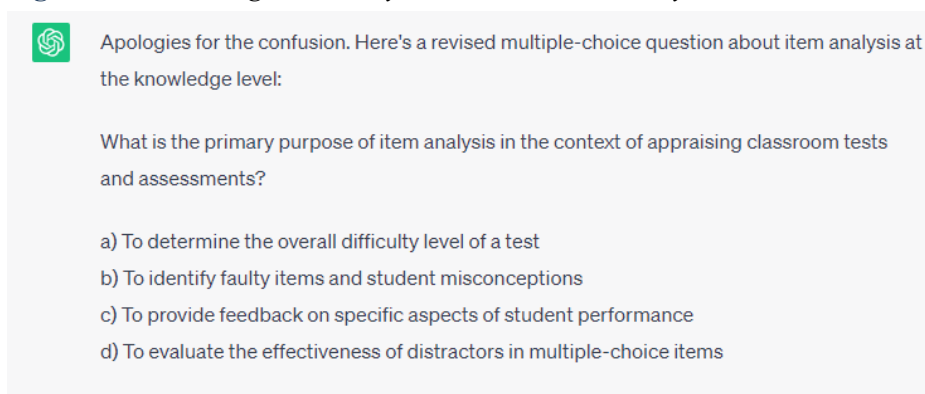 Apologies for the confusion. Here's a revised multiple-choice question about item analysis at
the knowledge level:
What is the primary purpose of item analysis in the context of appraising classroom tests
and assessments?
a) To determine the overall difficulty level of a test
b) To identify faulty items and student misconceptions
c) To provide feedback on specific aspects of student performance
d) To evaluate the effectiveness of distractors in multiple-choice items